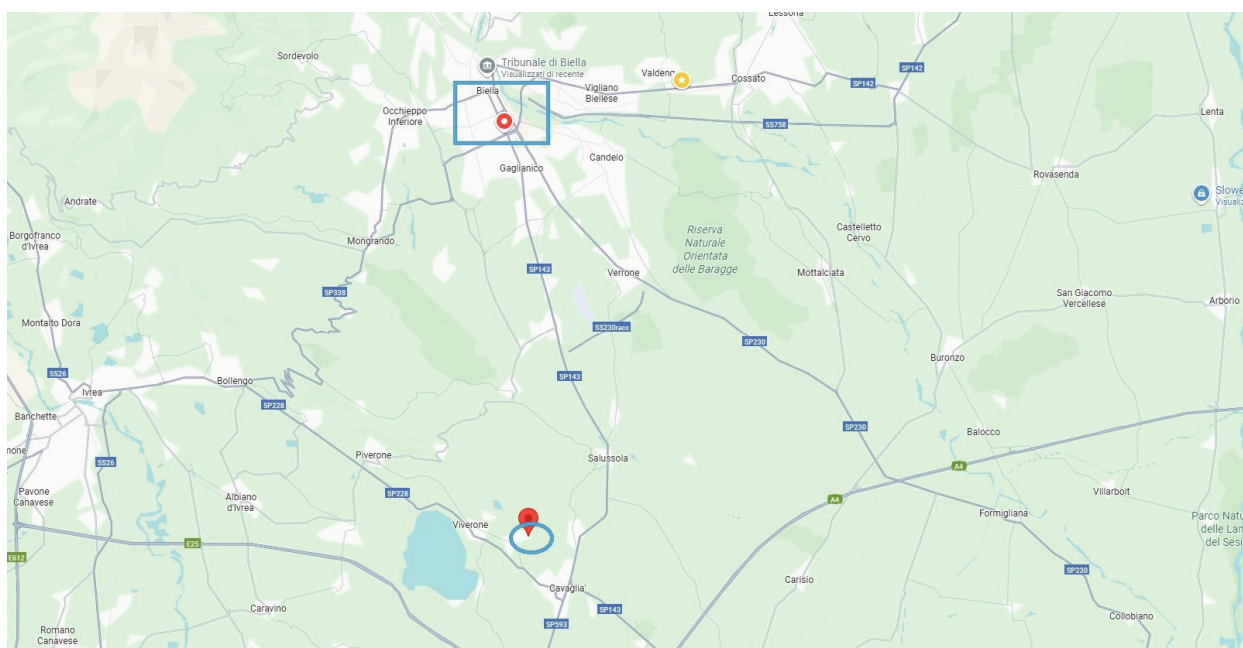 Lessona
Sordevolo
Tribunale di Biella
Visualizzati di recente
SP142
Valdengo
Cossato
SP142
Biella
Vigliano
Biellese
Occhieppo
Inferiore
Lenta
SS758
Candelo
Gaglianico
Rovasenda
Slowe
Visualiz
Andrate
Borgofranco
d'Ivrea
Riserva
Naturale
Orientata
delle Baragge
Castelletto
Cervo
Mongrando
SP143
Verrone
Mottalciata
SP338
San Giacomo
Vercellese
Arborio
Montalto Dora
SS230racc
SP230
Buronzo
SS26
Bollengo
SP143
Ivrea
SP228
Banchette
SP230
Balocco
mone
Piverone
Salussola
SS26
A4
Pavone
Canavese
Albiano
d'Ivrea
SP228
A4
Villarboit
Viverone
Formigliana
Parco Natu
delle Lan
del Sesi
E25
E612
SP230
Cavaglia'
Carisio
Caravino
SP143
Collobiano
SP593
Romano
Canavese